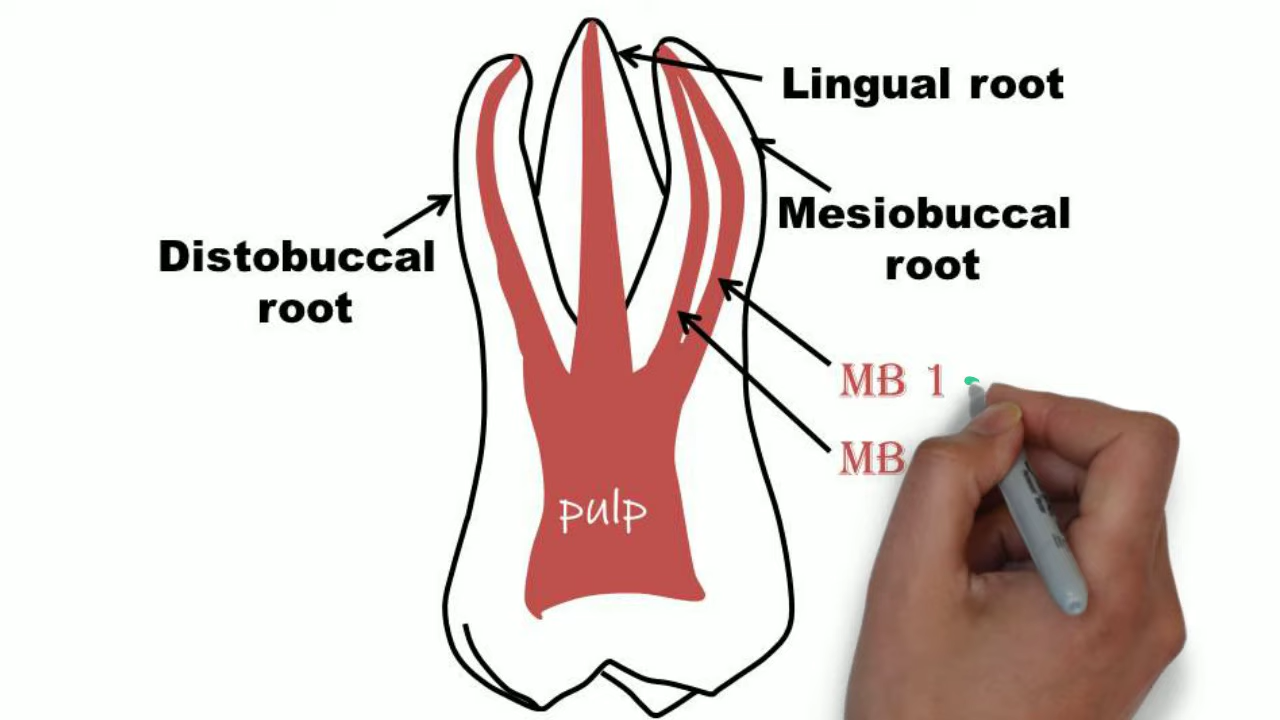 Lingual root
Mesiobuccal
root
Distobuccal
root
MB 1
MB
pulp